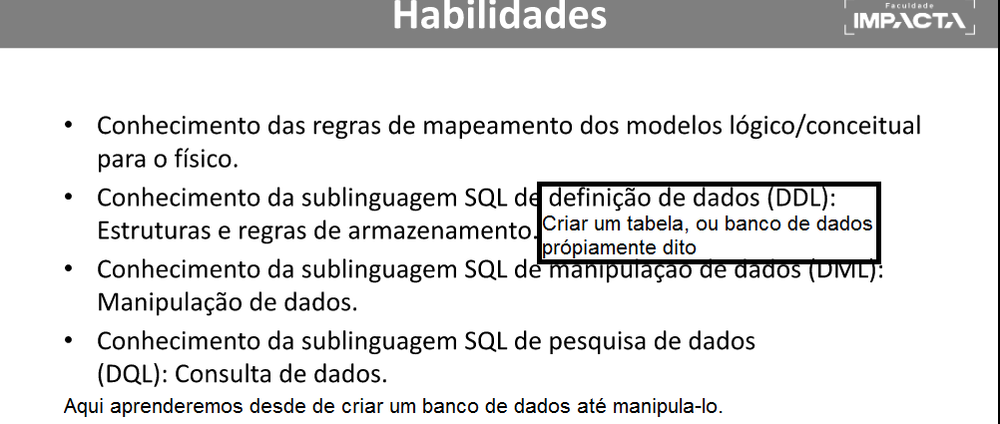 Habilidades
Faculdade
IMPACTA
• Conhecimento das regras de mapeamento dos modelos lógico/conceitual
para o físico.
• Conhecimento da sublinguagem SQL de definição de dados (DDL):
Estruturas e regras de armazenamento.
Criar um tabela, ou banco de dados
própiamente dito
• Conhecimento da sublinguagem SQL de manipulação de dados (DML):
Manipulação de dados.
• Conhecimento da sublinguagem SQL de pesquisa de dados
(DQL): Consulta de dados.
Aqui aprenderemos desde de criar um banco de dados até manipula-lo.